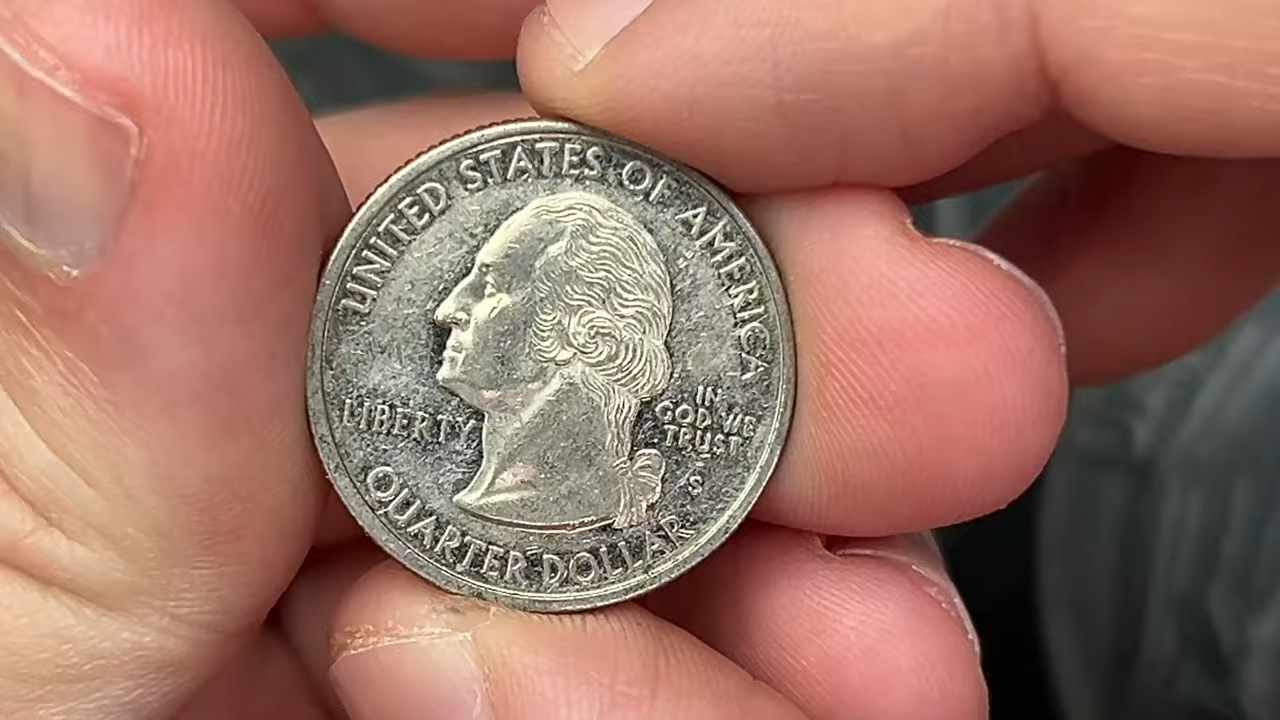 UNITED STATES OF AMERICA
LIBERTY
IN
GOD WE
TRUST
S
QUARTER DOLLAR